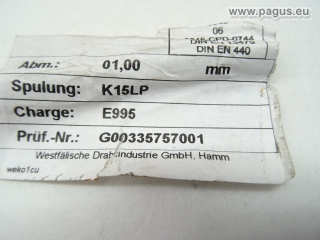 www.pagus.eu
06
DIN EN 440
Abm.: 01,00 mm
Spulung: K15LP
Charge: E995
Prüf.-Nr.: G00335757001
Westfälische Drahtindustrie GmbH, Hamm
weko1cu